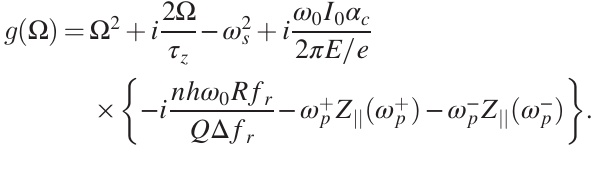 g(Ω) = Ω² + i 2Ω/τ_z − ω_s² + i ω₀I₀α_c/2πE/e
× {−i nhω₀Rf_r/QΔf_r − ω_p⁺Z_||(ω_p⁺) − ω_p⁻Z_||(ω_p⁻)}.